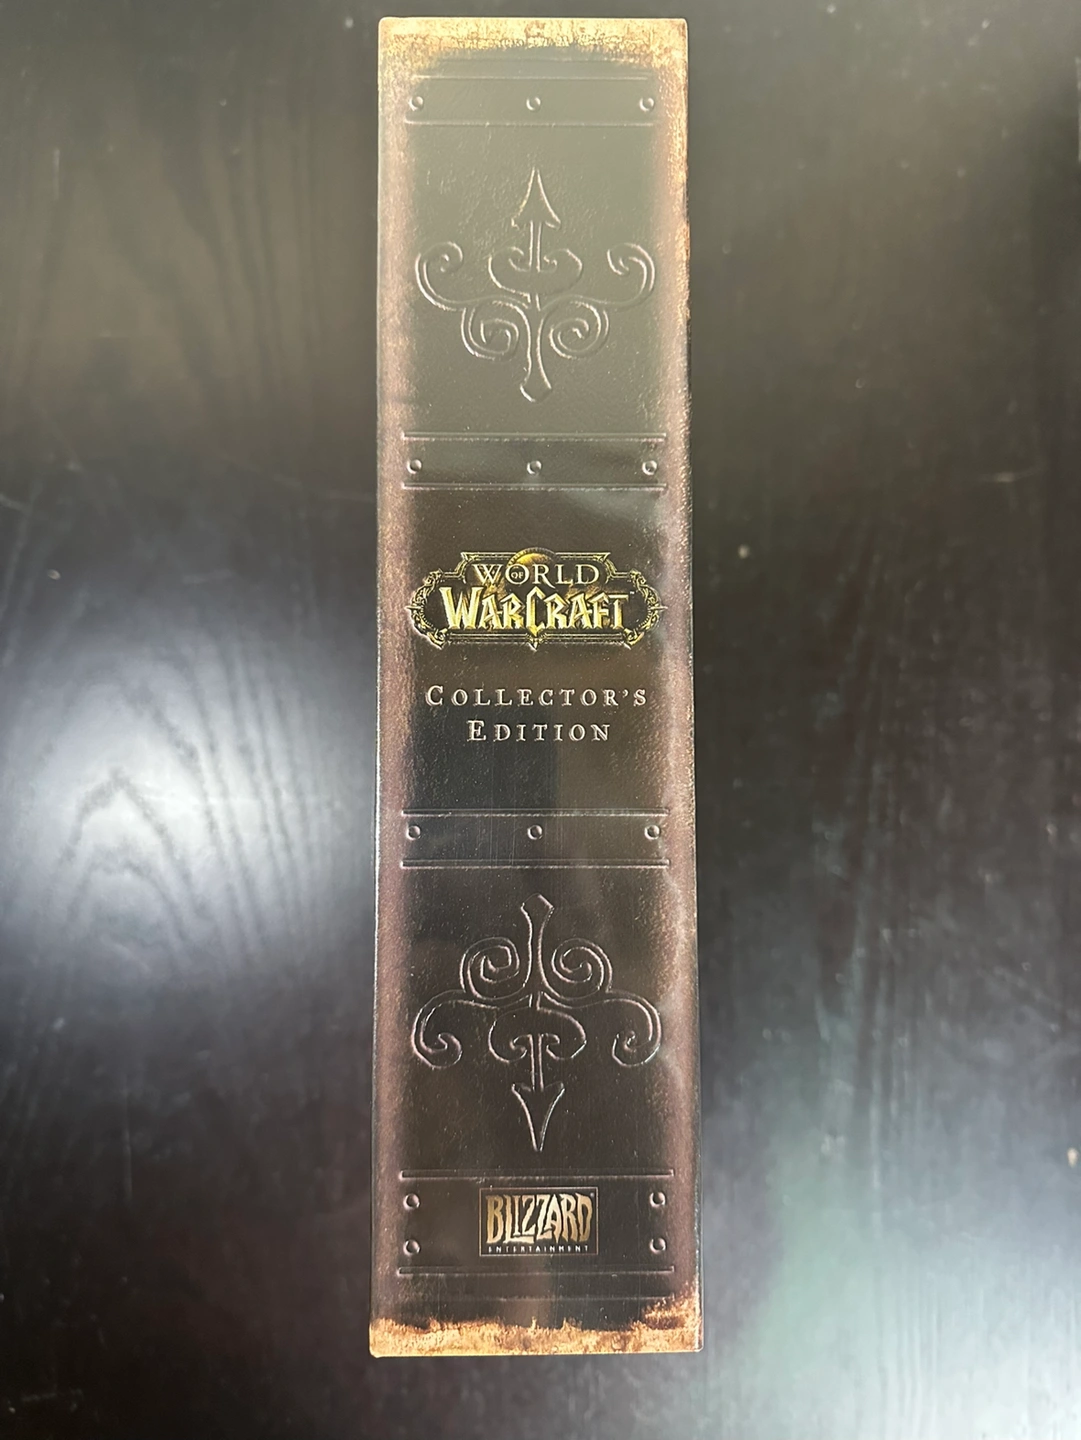 WORLD OF
WARCRAFT
COLLECTOR'S
EDITION
BLIZZARD
ENTERTAINMENT